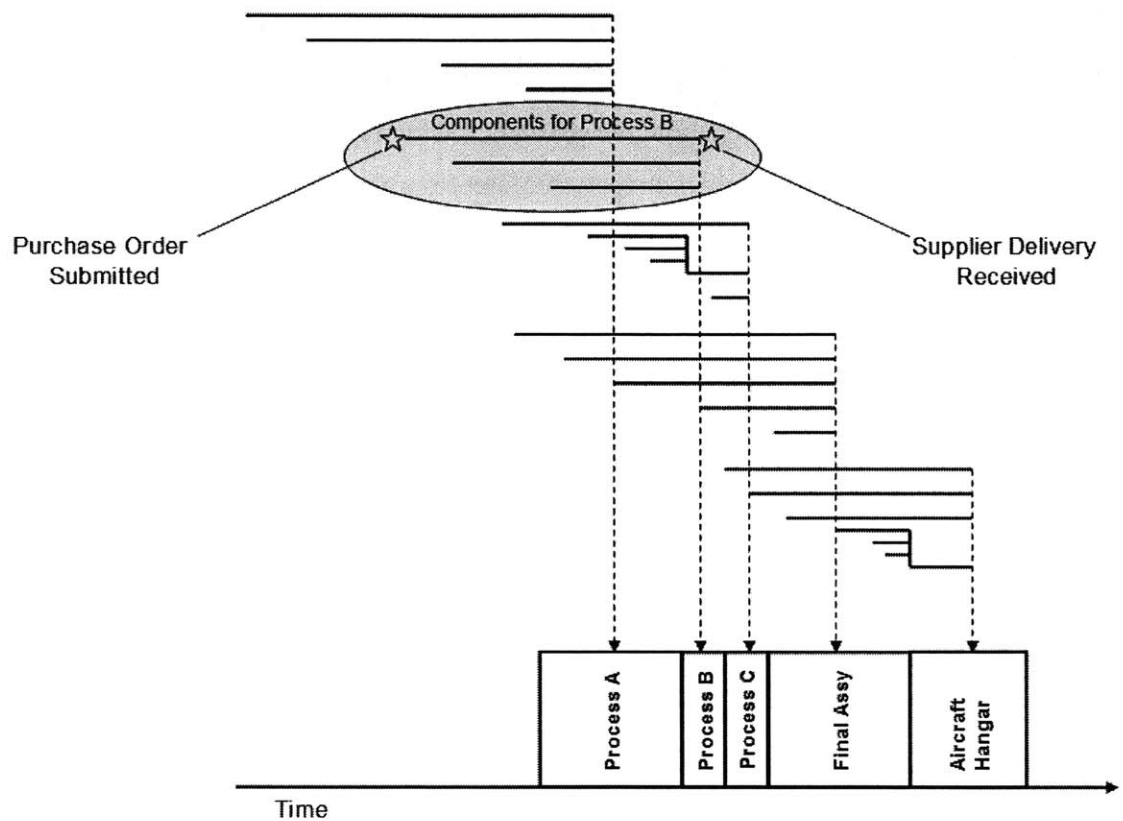 Components for Process B
Purchase Order
Submitted
Supplier Delivery
Received
Process A
Process B
Process C
Final Assy
Aircraft
Hangar
Time